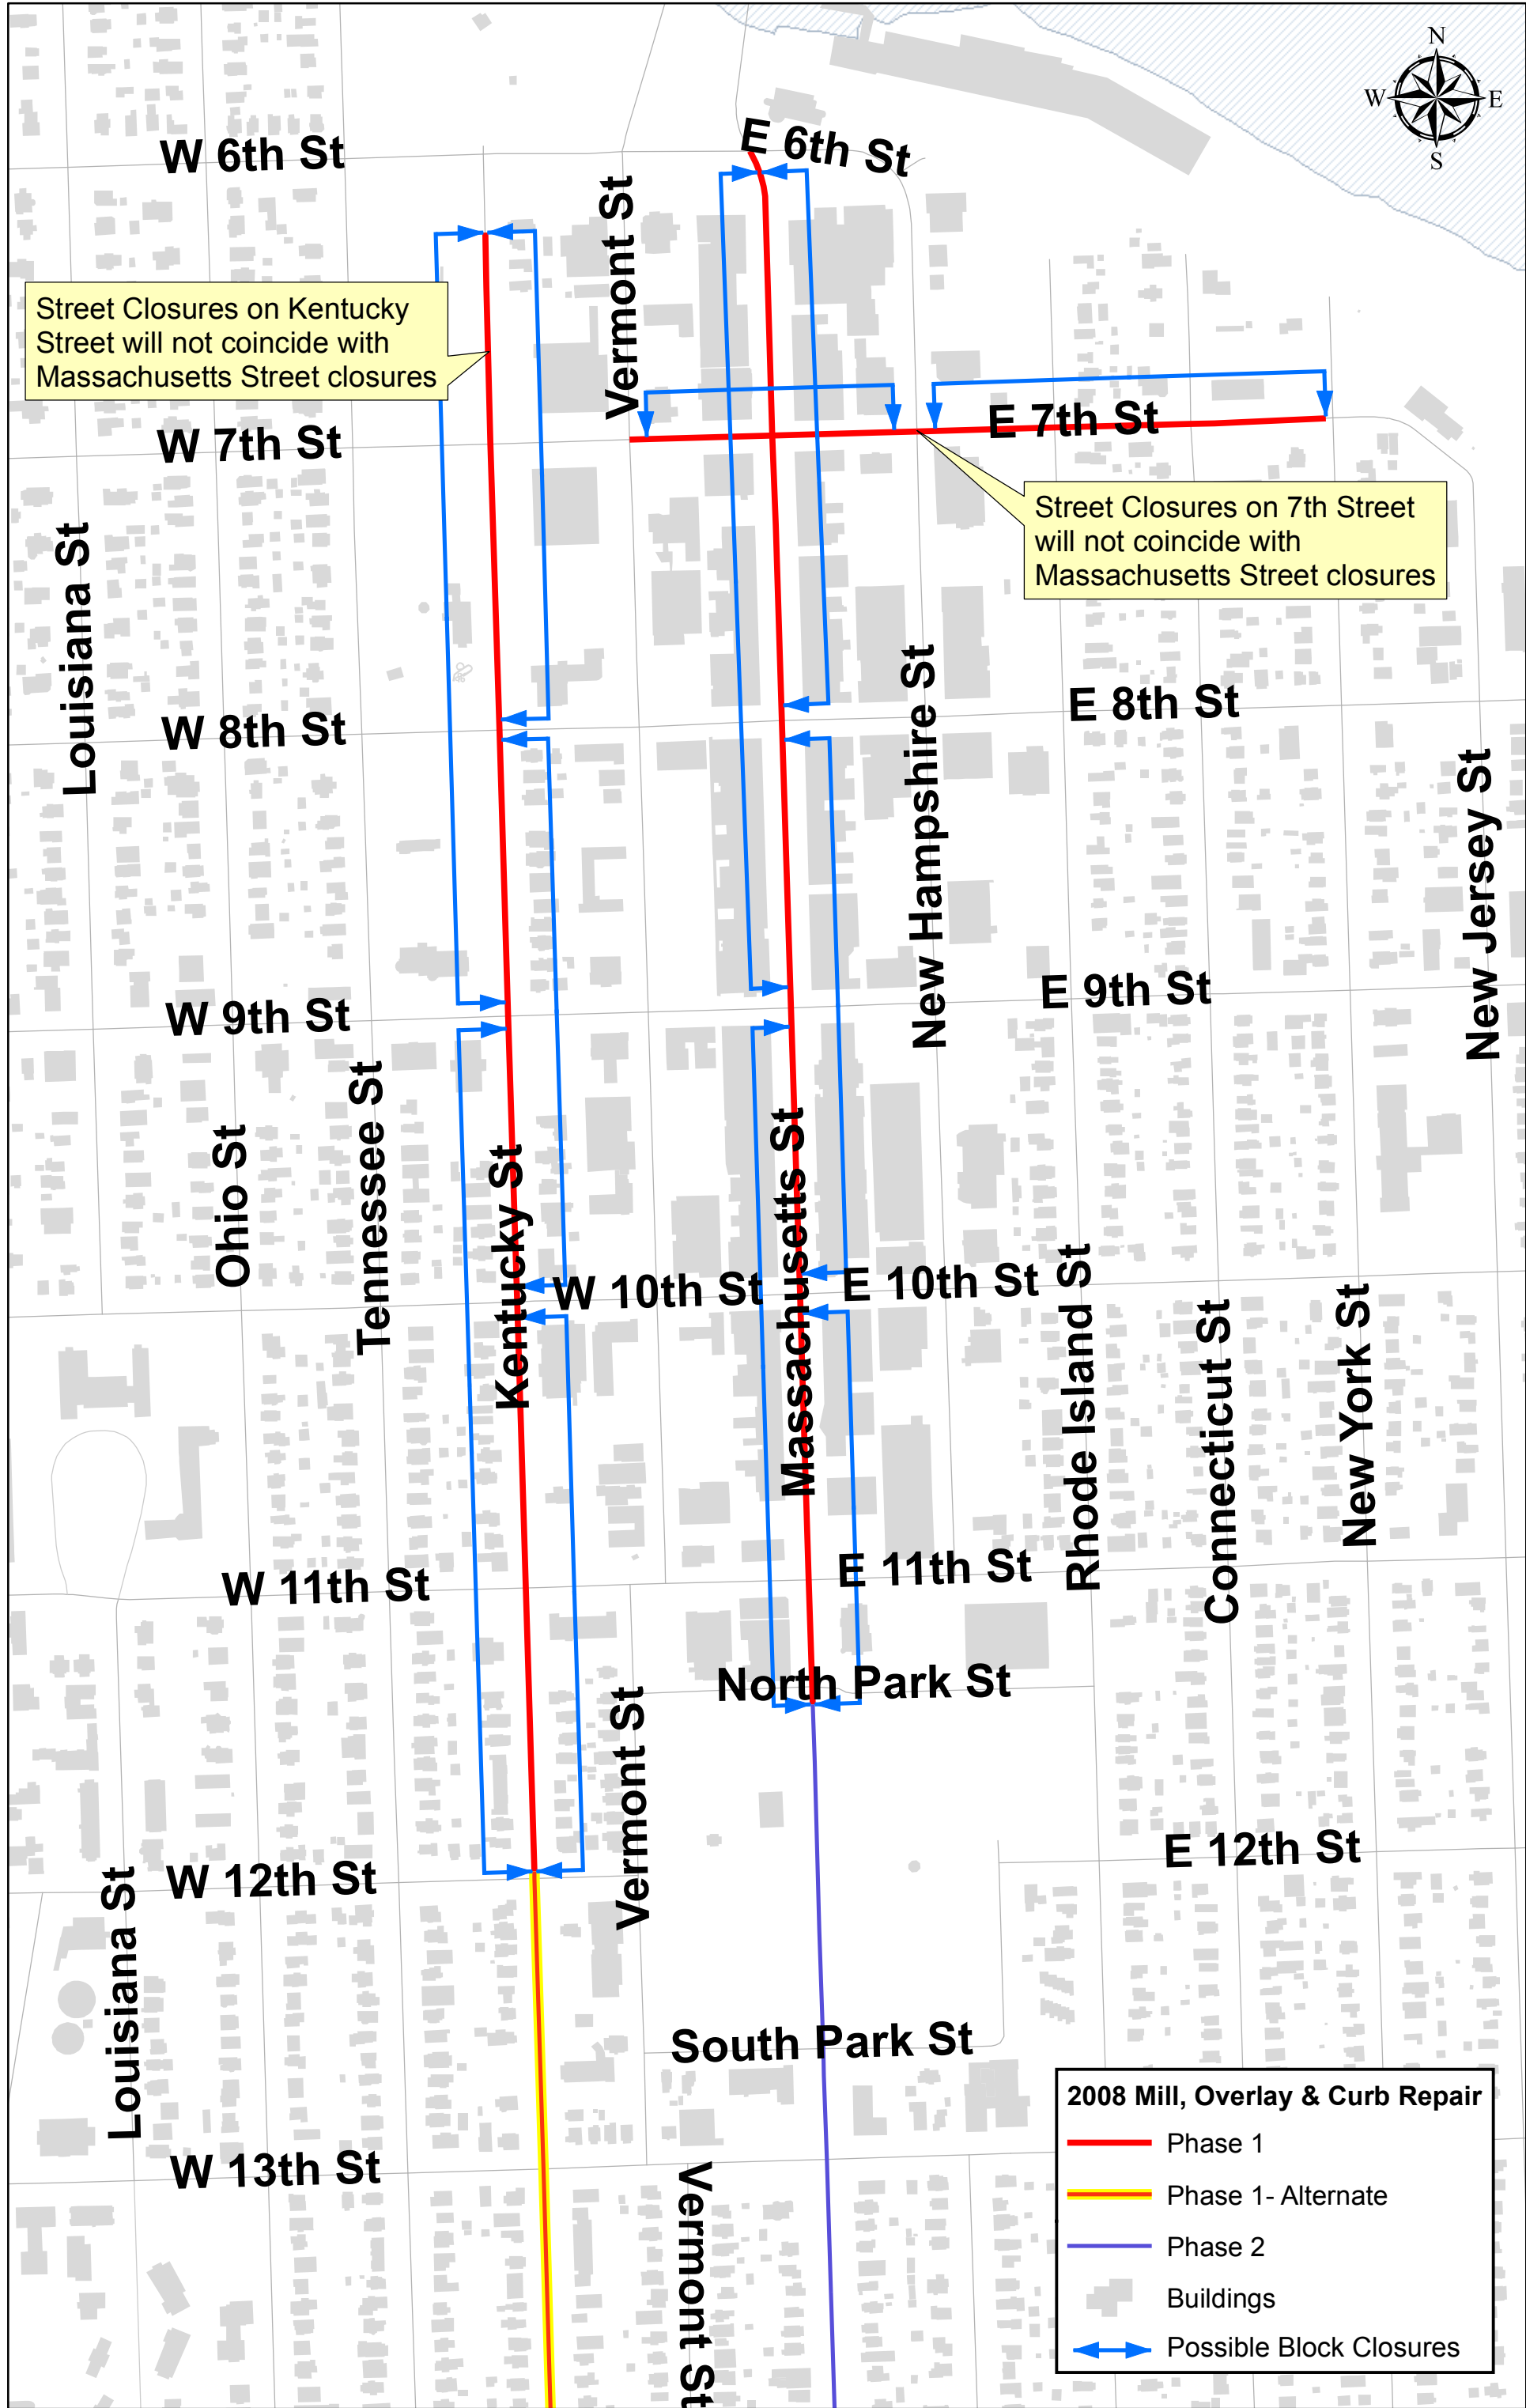 N
W
E
S
E 6th St
W 6th St
Vermont St
Street Closures on Kentucky
Street will not coincide with
Massachusetts Street closures
E 7th St
W 7th St
Street Closures on 7th Street
will not coincide with
Massachusetts Street closures
Louisiana St
New Hampshire St
E 8th St
W 8th St
New Jersey St
E 9th St
W 9th St
Ohio St
Tennessee St
Kentucky St
Massachusetts St
W 10th St
E 10th St
Rhode Island St
Connecticut St
New York St
E 11th St
W 11th St
North Park St
Vermont St
E 12th St
W 12th St
Louisiana St
South Park St
W 13th St
Vermont St
2008 Mill, Overlay & Curb Repair
Phase 1
Phase 1- Alternate
Phase 2
Buildings
Possible Block Closures